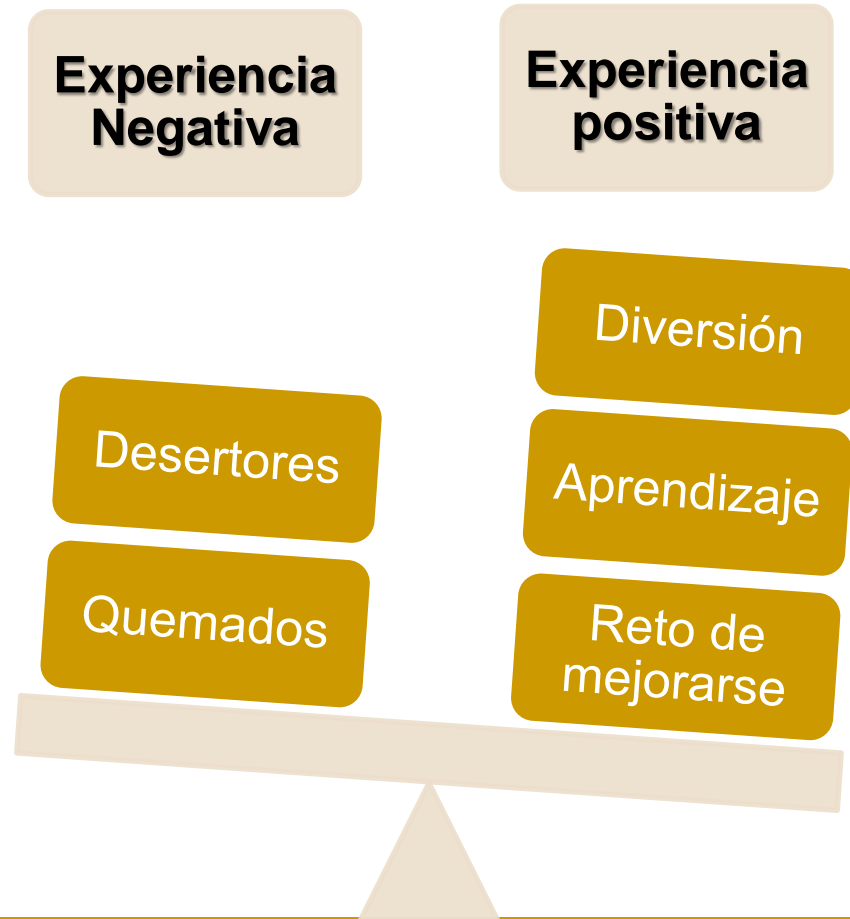 Experiencia
Negativa
Experiencia
positiva
Desertores
Quemados
Diversión
Aprendizaje
Reto de
mejorarse